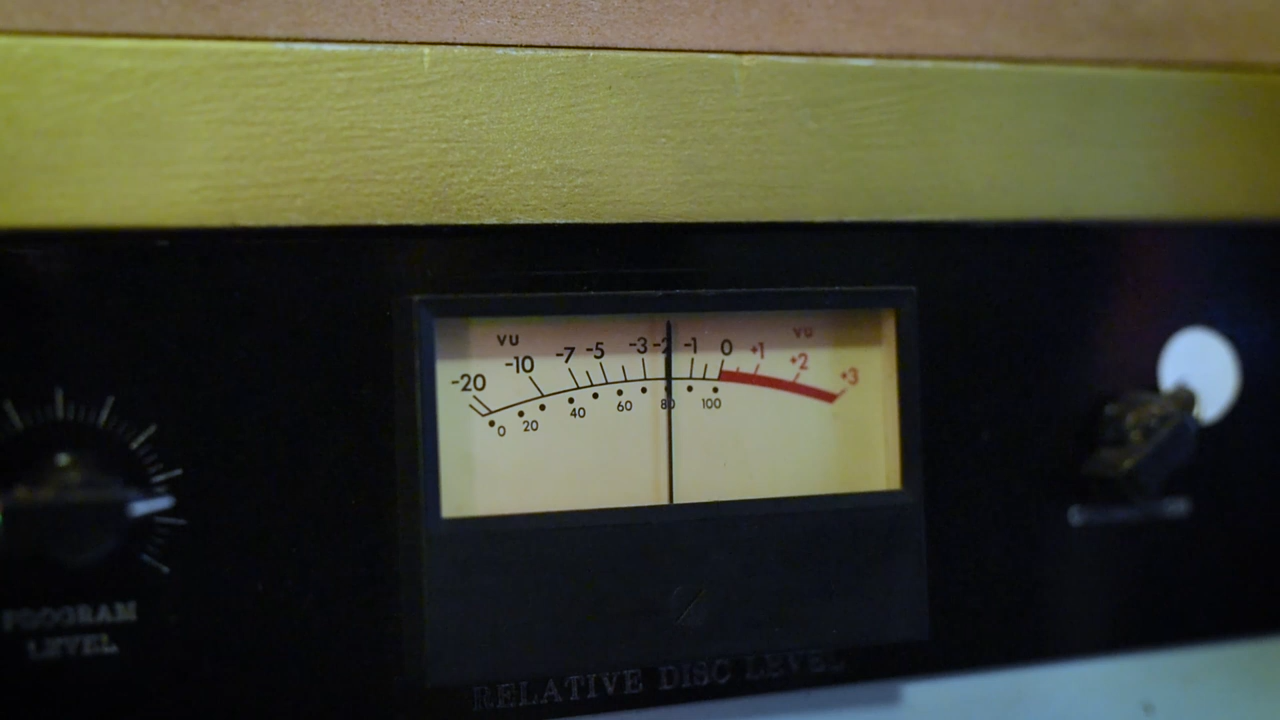 VU VU
-20 -10 -7 -5 -3 -2 -1 0 +1 +2 +3
0 20 40 60 80 100
PROGRAM
LEVEL
RELATIVE DISC LEVEL